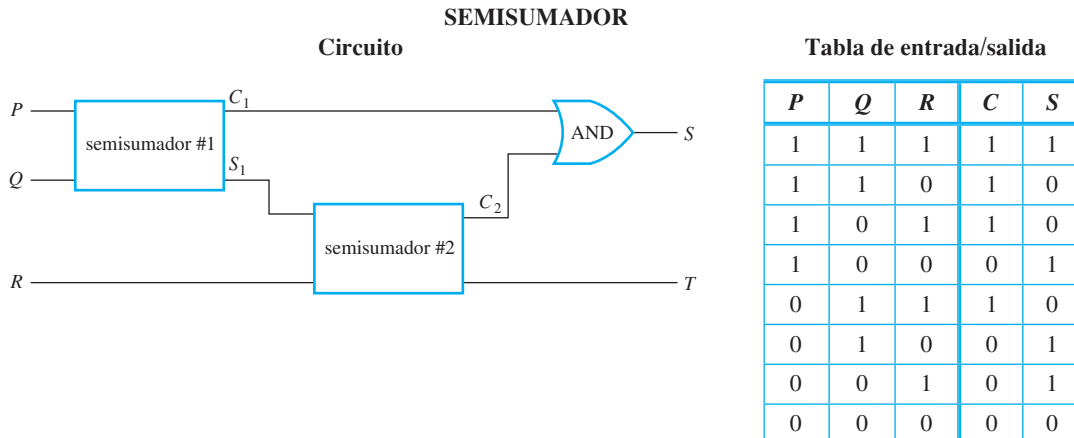 SEMISUMADOR
Circuito
P
Q
R
semisumador #1
C1
S1
semisumador #2
C2
AND
S
T
Tabla de entrada/salida
P Q R C S
1 1 1 1 1
1 1 0 1 0
1 0 1 1 0
1 0 0 0 1
0 1 1 1 0
0 1 0 0 1
0 0 1 0 1
0 0 0 0 0